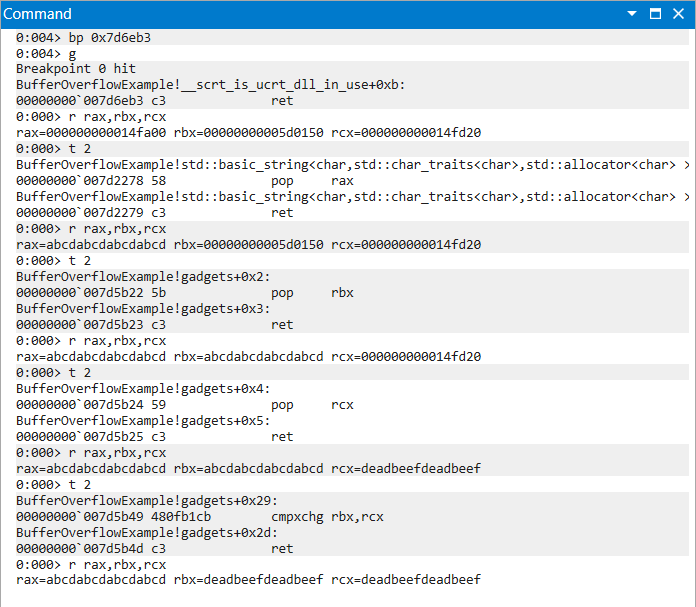 Command
0:004> bp 0x7d6eb3
0:004> g
Breakpoint 0 hit
BufferOverflowExample!__scrt_is_ucrt_dll_in_use+0xb:
00000000`007d6eb3 c3 ret
0:000> r rax,rbx,rcx
rax=000000000014fa00 rbx=00000000005d0150 rcx=000000000014fd20
0:000> t 2
BufferOverflowExample!std::basic_string<char,std::char_traits<char>,std::allocator<char> >
00000000`007d2278 58 pop rax
BufferOverflowExample!std::basic_string<char,std::char_traits<char>,std::allocator<char> >
00000000`007d2279 c3 ret
0:000> r rax,rbx,rcx
rax=abcdabcdabcdabcd rbx=00000000005d0150 rcx=000000000014fd20
0:000> t 2
BufferOverflowExample!gadgets+0x2:
00000000`007d5b22 5b pop rbx
BufferOverflowExample!gadgets+0x3:
00000000`007d5b23 c3 ret
0:000> r rax,rbx,rcx
rax=abcdabcdabcdabcd rbx=abcdabcdabcdabcd rcx=000000000014fd20
0:000> t 2
BufferOverflowExample!gadgets+0x4:
00000000`007d5b24 59 pop rcx
BufferOverflowExample!gadgets+0x5:
00000000`007d5b25 c3 ret
0:000> r rax,rbx,rcx
rax=abcdabcdabcdabcd rbx=abcdabcdabcdabcd rcx=deadbeefdeadbeef
0:000> t 2
BufferOverflowExample!gadgets+0x29:
00000000`007d5b49 480fb1cb cmpxchg rbx,rcx
BufferOverflowExample!gadgets+0x2d:
00000000`007d5b4d c3 ret
0:000> r rax,rbx,rcx
rax=abcdabcdabcdabcd rbx=deadbeefdeadbeef rcx=deadbeefdeadbeef